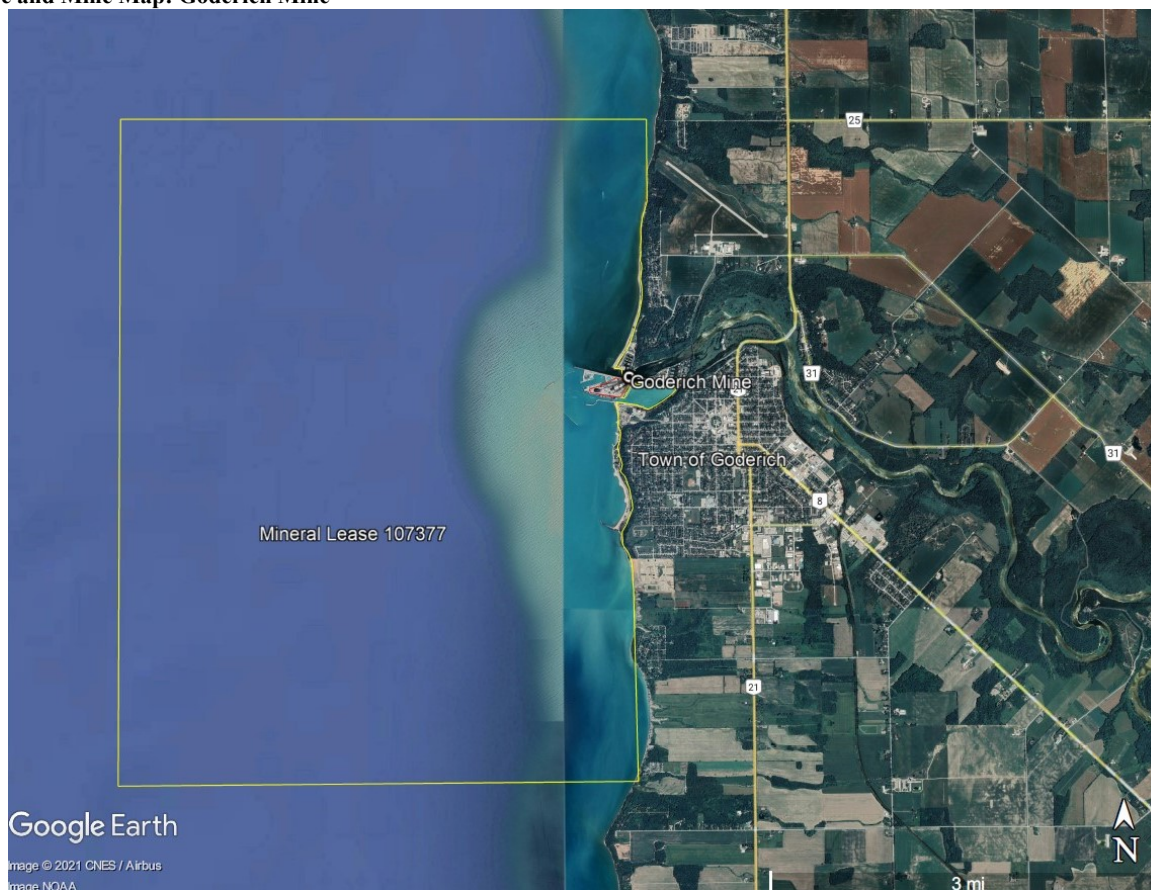 e and Mine Map: Goderich Mine
25
Goderich Mine
21
31
Town of Goderich
31
8
Mineral Lease 107377
21
Google Earth
Image © 2021 CNES / Airbus
Image NOAA
N
3 mi